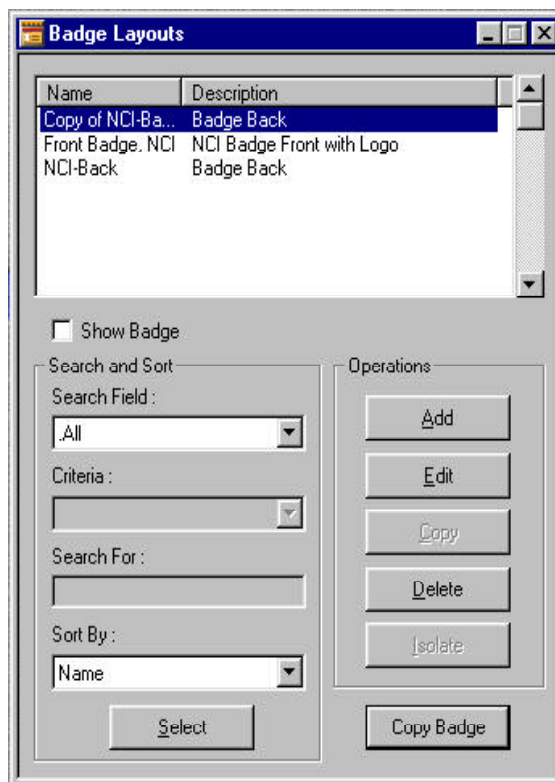 Badge Layouts
Name Description
Copy of NCI-Ba... Badge Back
Front Badge, NCI NCI Badge Front with Logo
NCI-Back Badge Back
Show Badge
Search and Sort
Search Field :
.All
Criteria :
Search For :
Sort By :
Name
Select
Operations
Add
Edit
Copy
Delete
Isolate
Copy Badge